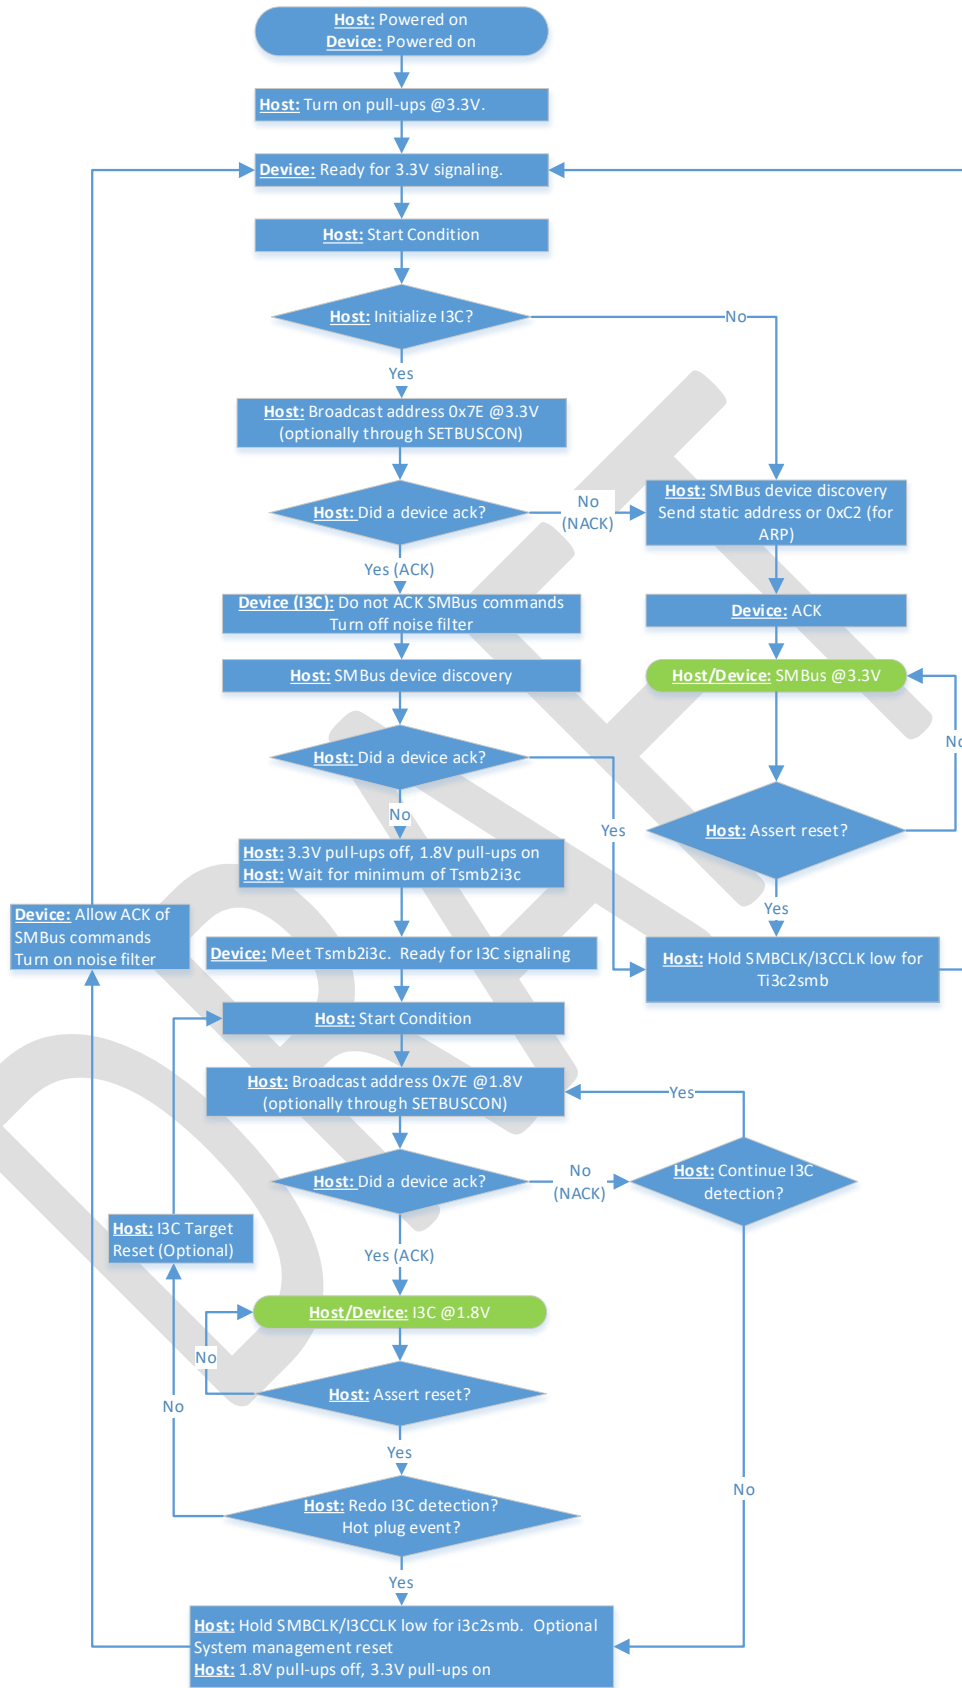 Host: Powered on
Device: Powered on
Host: Turn on pull-ups @3.3V.
Device: Ready for 3.3V signaling.
Host: Start Condition
Host: Initialize I3C?
No
Yes
Host: Broadcast address 0x7E @3.3V
(optionally through SETBUSCON)
Host: Did a device ack?
No
(NACK)
Host: SMBus device discovery
Send static address or 0xC2 (for
ARP)
Yes (ACK)
Device (I3C): Do not ACK SMBus commands
Turn off noise filter
Device: ACK
Host: SMBus device discovery
Host/Device: SMBus @3.3V
No
Host: Did a device ack?
Yes
No
Host: Assert reset?
Yes
Host: 3.3V pull-ups off, 1.8V pull-ups on
Host: Wait for minimum of Tsmb2i3c
Device: Allow ACK of
SMBus commands
Turn on noise filter
Device: Meet Tsmb2i3c.  Ready for I3C signaling
Host: Hold SMBCLK/I3CCLK low for
Ti3c2smb
Host: Start Condition
Host: Broadcast address 0x7E @1.8V
(optionally through SETBUSCON)
Yes
Host: Did a device ack?
No
(NACK)
Host: Continue I3C
detection?
Host: I3C Target
Reset (Optional)
Yes (ACK)
Host/Device: I3C @1.8V
No
Host: Assert reset?
No
Yes
No
Host: Redo I3C detection?
Hot plug event?
Yes
Host: Hold SMBCLK/I3CCLK low for i3c2smb.  Optional
System management reset
Host: 1.8V pull-ups off, 3.3V pull-ups on
DRAFT